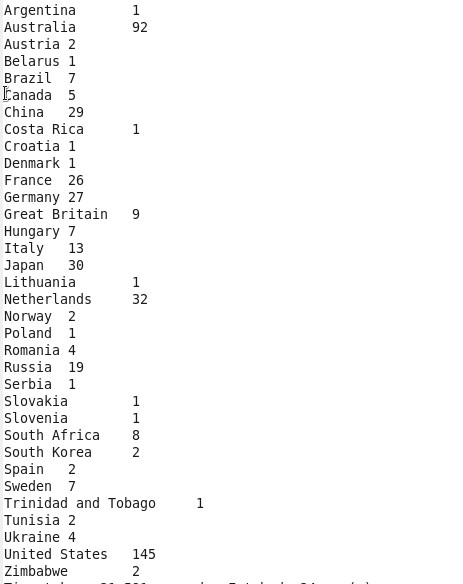 Argentina 1
Australia 92
Austria 2
Belarus 1
Brazil 7
Canada 5
China 29
Costa Rica 1
Croatia 1
Denmark 1
France 26
Germany 27
Great Britain 9
Hungary 7
Italy 13
Japan 30
Lithuania 1
Netherlands 32
Norway 2
Poland 1
Romania 4
Russia 19
Serbia 1
Slovakia 1
Slovenia 1
South Africa 8
South Korea 2
Spain 2
Sweden 7
Trinidad and Tobago 1
Tunisia 2
Ukraine 4
United States 145
Zimbabwe 2